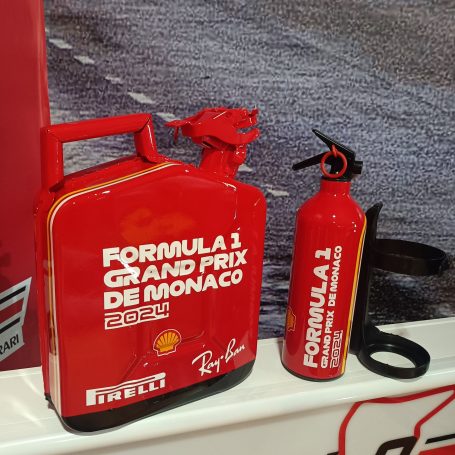 FORMULA 1
GRAND PRIX
DE MONACO
2024
PIRELLI
Ray-Ban
FORMULA 1
GRAND PRIX DE MONACO
2024